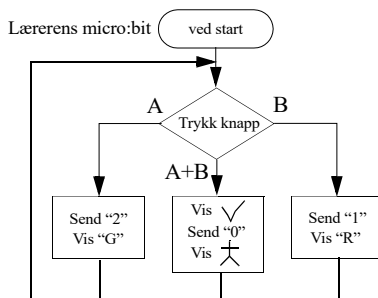 Lærerens micro:bit
ved start
A
B
Trykk knapp
A+B
Send “2”
Vis “G”
Vis
Send “0”
Vis
Send “1”
Vis “R”